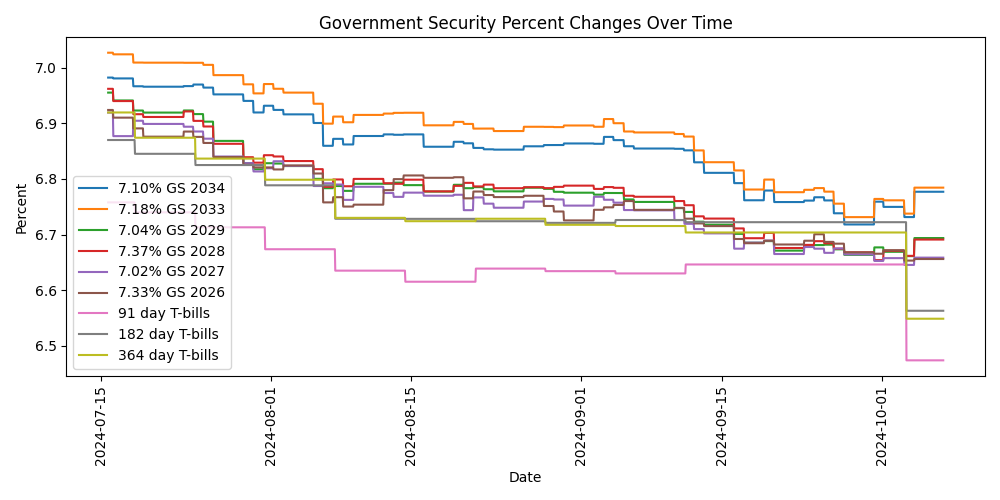 Government Security Percent Changes Over Time
Percent
7.0
6.9
6.8
6.7
6.6
6.5
7.10% GS 2034
7.18% GS 2033
7.04% GS 2029
7.37% GS 2028
7.02% GS 2027
7.33% GS 2026
91 day T-bills
182 day T-bills
364 day T-bills
2024-07-15
2024-08-01
2024-08-15
2024-09-01
2024-09-15
2024-10-01
Date